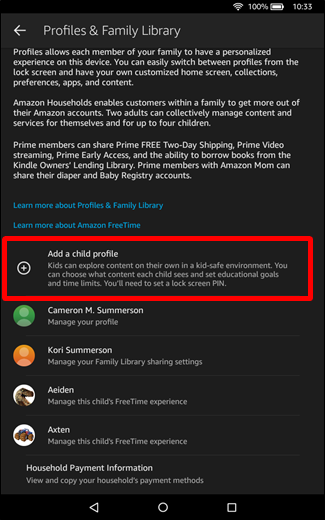 100% 10:33
Profiles & Family Library
Profiles allows each member of your family to have a personalized
experience on this device. You can easily switch between profiles from the
lock screen and have your own customized home screen, collections,
preferences, apps, and content.
Amazon Households enables customers within a family to get more out of
their Amazon accounts. Two adults can collectively manage content and
services for themselves and for up to four children.
Prime members can share Prime FREE Two-Day Shipping, Prime Video
streaming, Prime Early Access, and the ability to borrow books from the
Kindle Owners' Lending Library. Prime members with Amazon Mom can
share their diaper and Baby Registry accounts.
Learn more about Profiles & Family Library
Learn more about Amazon FreeTime
Add a child profile
Kids can explore content on their own in a kid-safe environment. You
can choose what content each child sees and set educational goals
and time limits. You'll need to set a lock screen PIN.
Cameron M. Summerson
Manage your profile
Kori Summerson
Manage your Family Library sharing settings
Aeiden
Manage this child's FreeTime experience
Axten
Manage this child's FreeTime experience
Household Payment Information
View and copy your household's payment methods